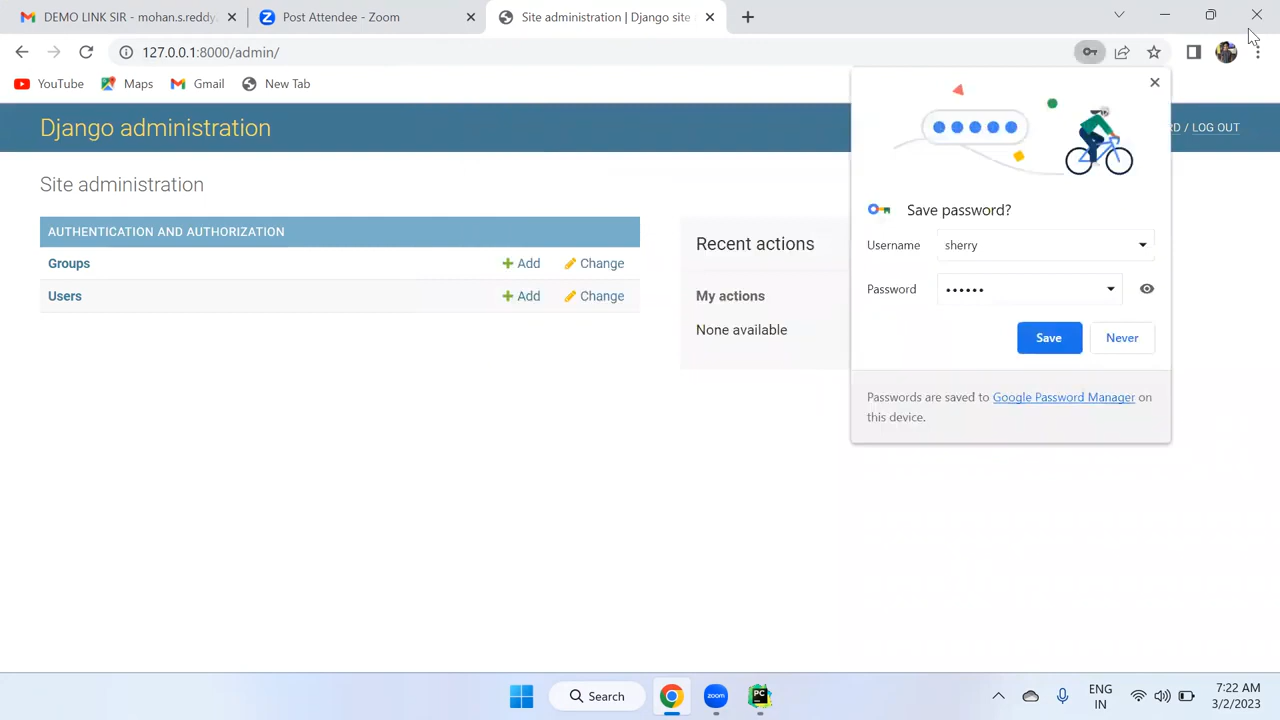 DEMO LINK SIR - mohan.s.reddy
Post Attendee - Zoom
Site administration | Django site
127.0.0.1:8000/admin/
YouTube
Maps
Gmail
New Tab
Django administration
RD / LOG OUT
Site administration
AUTHENTICATION AND AUTHORIZATION
Groups
Add
Change
Users
Add
Change
Recent actions
My actions
None available
Save password?
Username
sherry
Password
Save
Never
Passwords are saved to Google Password Manager on
this device.
Search
zoom
PC
ENG
IN
7:22 AM
3/2/2023